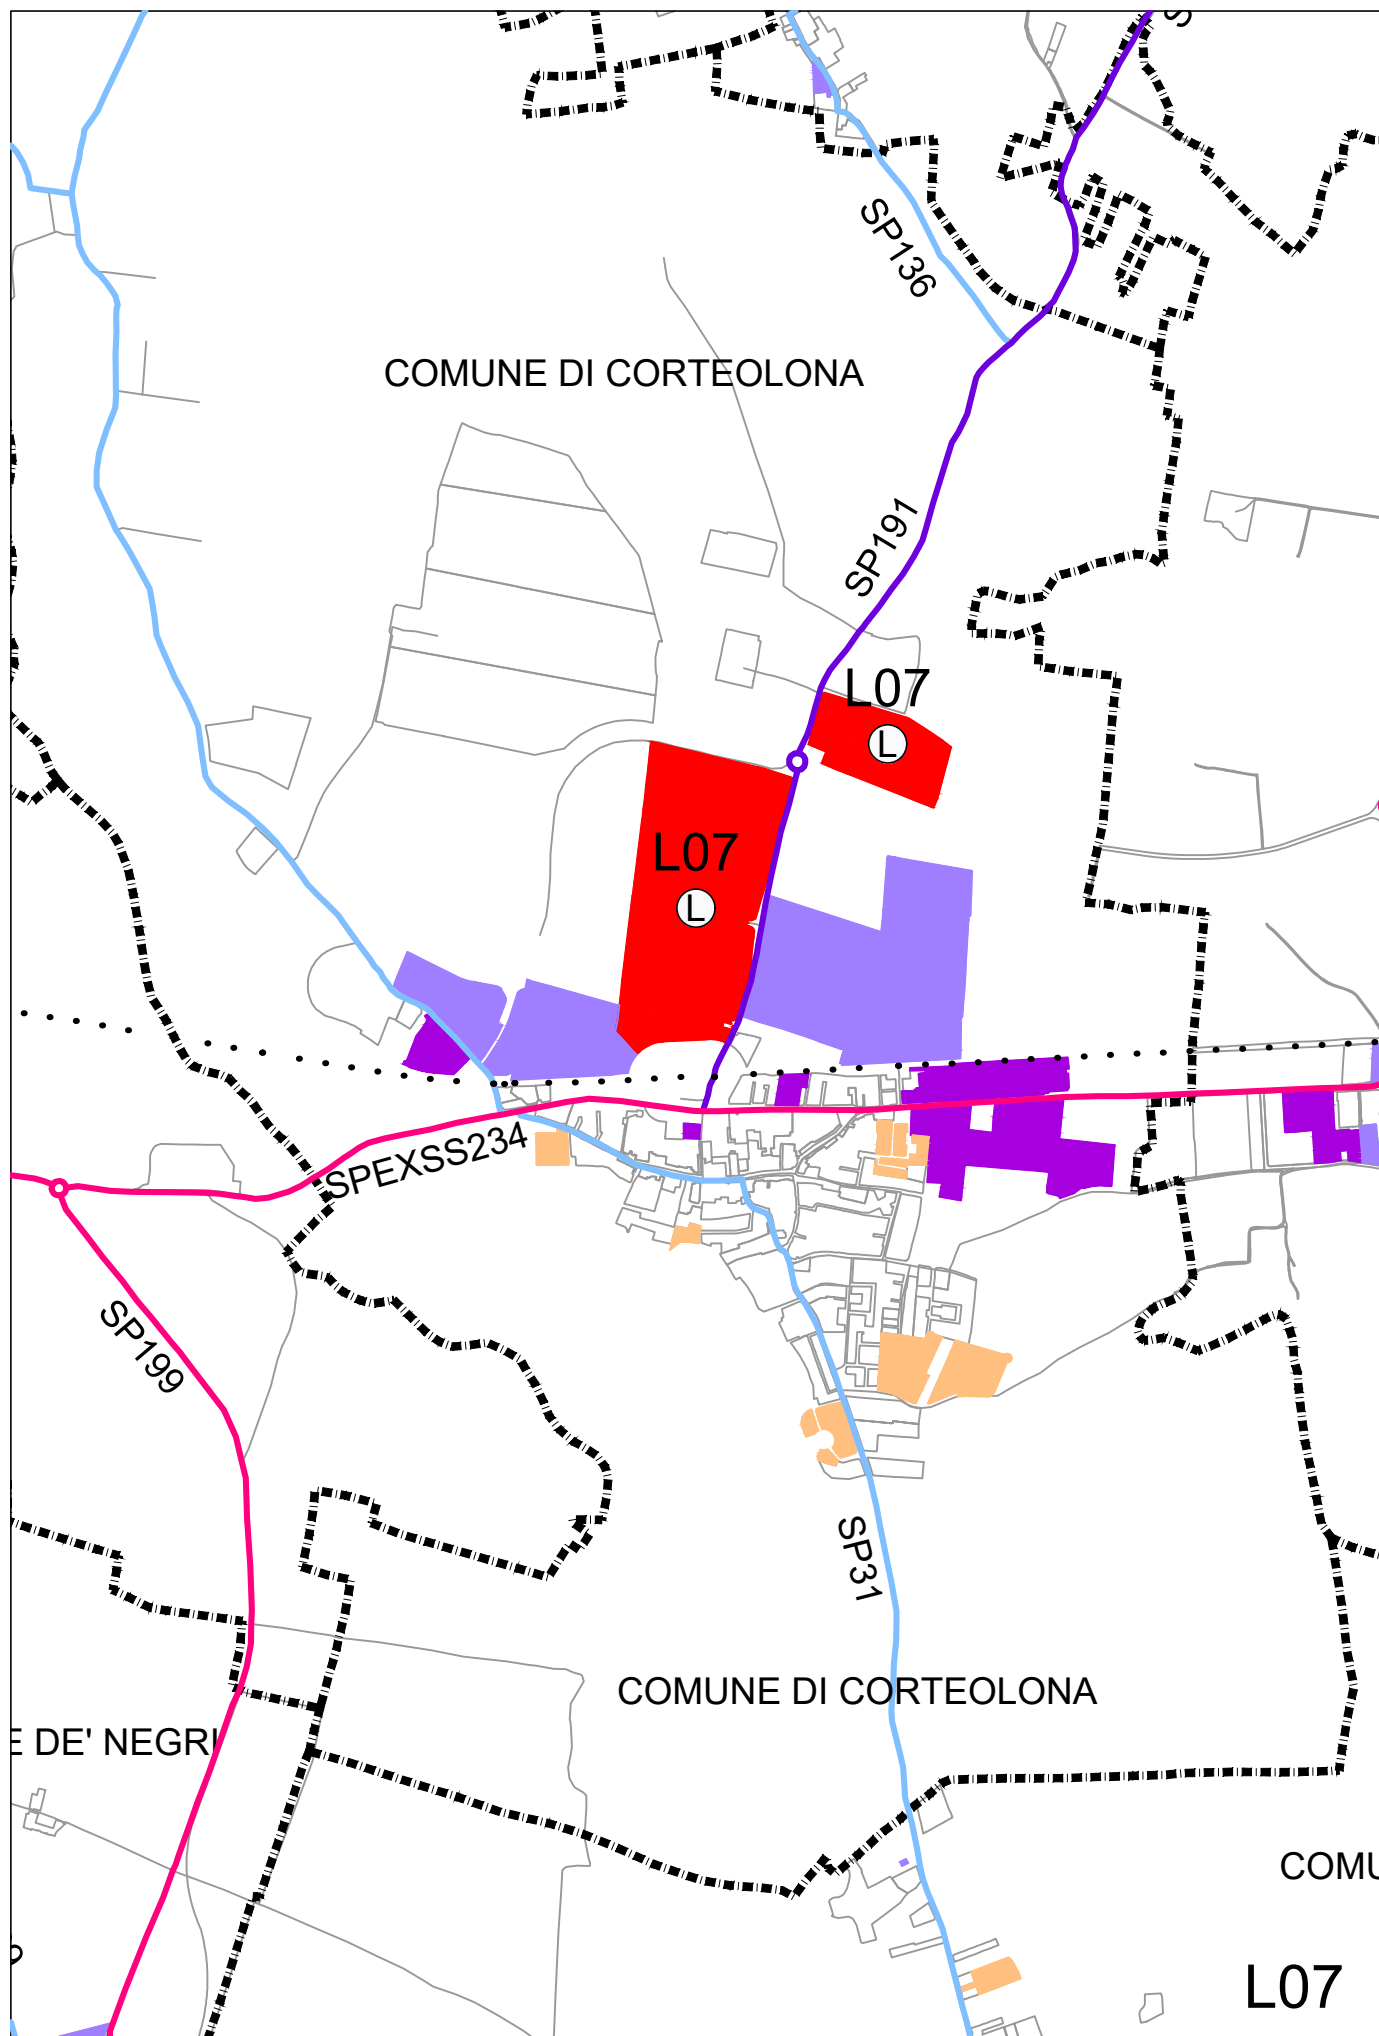 SP136
COMUNE DI CORTEOLONA
SP191
L07
L
L07
L
SPEXSS234
SP199
SP31
COMUNE DI CORTEOLONA
E DE' NEGRI
COMU
L07